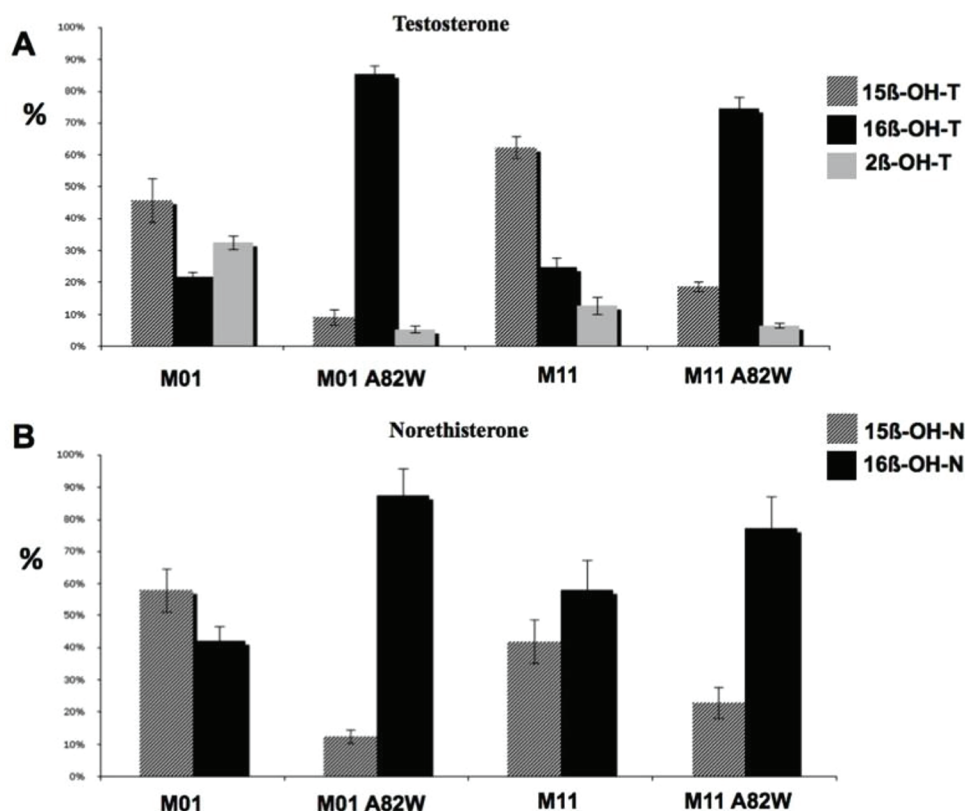 Testosterone
A
%
100%
90%
80%
70%
60%
50%
40%
30%
20%
10%
0%
M01
M01 A82W
M11
M11 A82W
15ß-OH-T
16ß-OH-T
2ß-OH-T
Norethisterone
B
%
100%
90%
80%
70%
60%
50%
40%
30%
20%
10%
0%
M01
M01 A82W
M11
M11 A82W
15ß-OH-N
16ß-OH-N